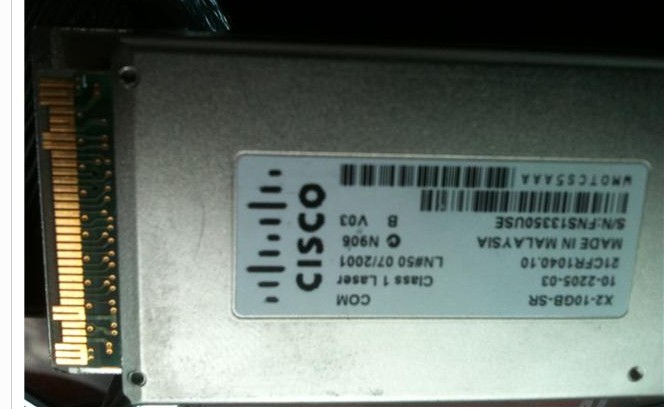 CISCO
X2-10GB-SR COM
10-2205-03 Class 1 Laser
21CFR1040.10 LN#50 07/2001
MADE IN MALAYSIA N906
S/N:FNS13350USE B V03
WMOTCS5AAA